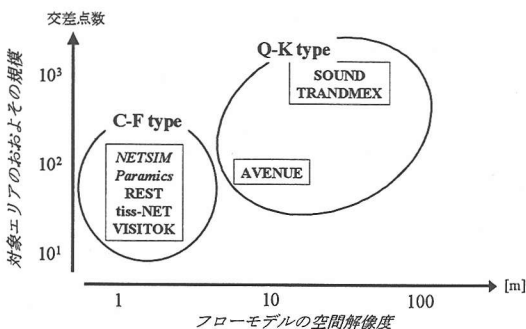 交差点数
対象エリアのおおよその規模
10³
10²
10¹
Q-K type
SOUND
TRANDMEX
AVENUE
C-F type
NETSIM
Paramics
REST
tiss-NET
VISITOK
1
10
100
[m]
フローモデルの空間解像度